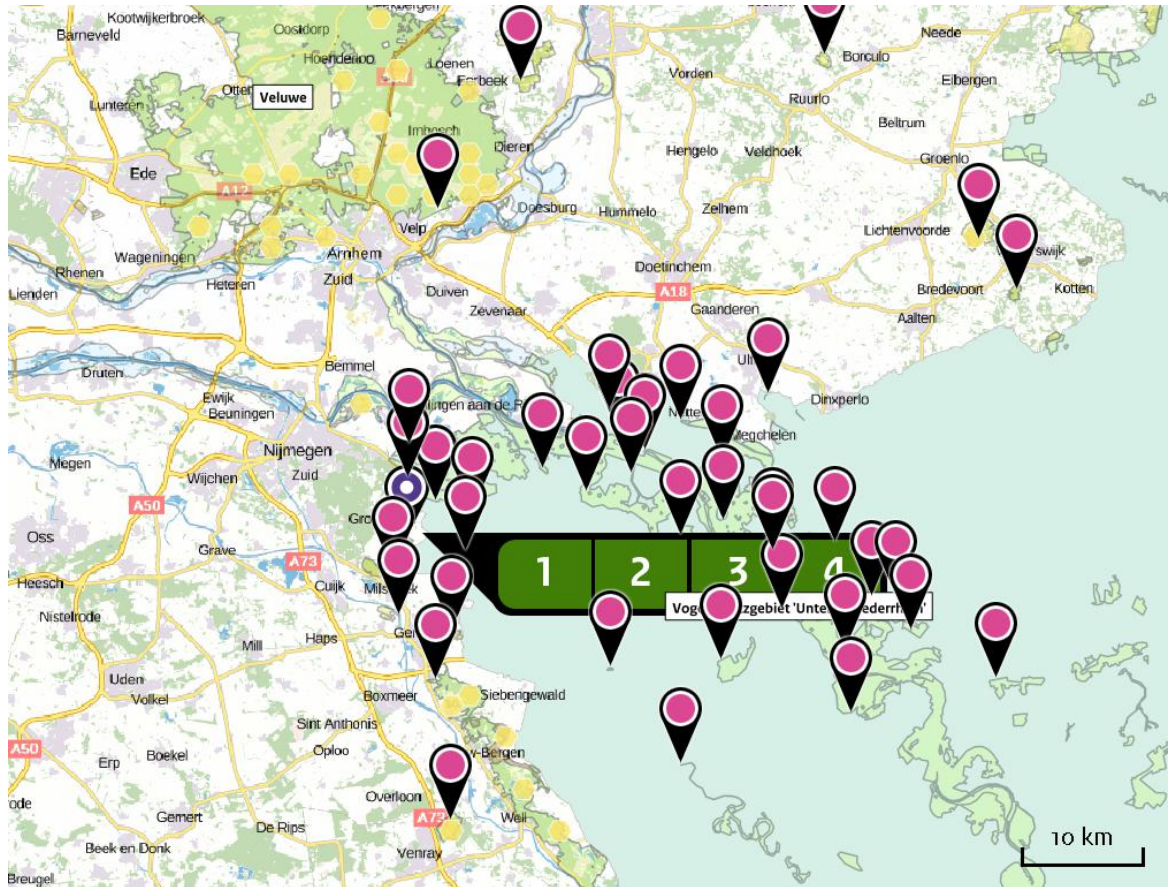 Kootwijkerbroek
Barneveld
Oostdorp
Hoenderloo
Loenen
Eerbeek
Borculo
Neede
Eibergen
Vorden
Ruurlo
Beltrum
Lunteren
Veluwe
Imbosch
Dieren
Hengelo
Veldhoek
Groenlo
Ede
A12
Doesburg
Hummelo
Zelhem
Lichtenvoorde
Velp
Wageningen
Arnhem
Zuid
Rhenen
Heteren
Lienden
Duiven
Doetinchem
A18
Bredevoort
Kotten
Zevenaar
Gaanderen
Aalten
Bemmel
Druten
Dinxperlo
Ewijk
Beuningen
Megchelen
Nijmegen
Zuid
Megen
Wijchen
A50
Oss
Grave
A73
Heesch
Cuijk
Nistelrode
1
2
3
4
Haps
Mill
Uden
Volkel
Boxmeer
Siebengewald
Sint Anthonis
Oploo
A50
Erp
Boekel
Overloon
Gemert
De Rips
A73
Well
Venray
Beek en Donk
Breugel
10 km